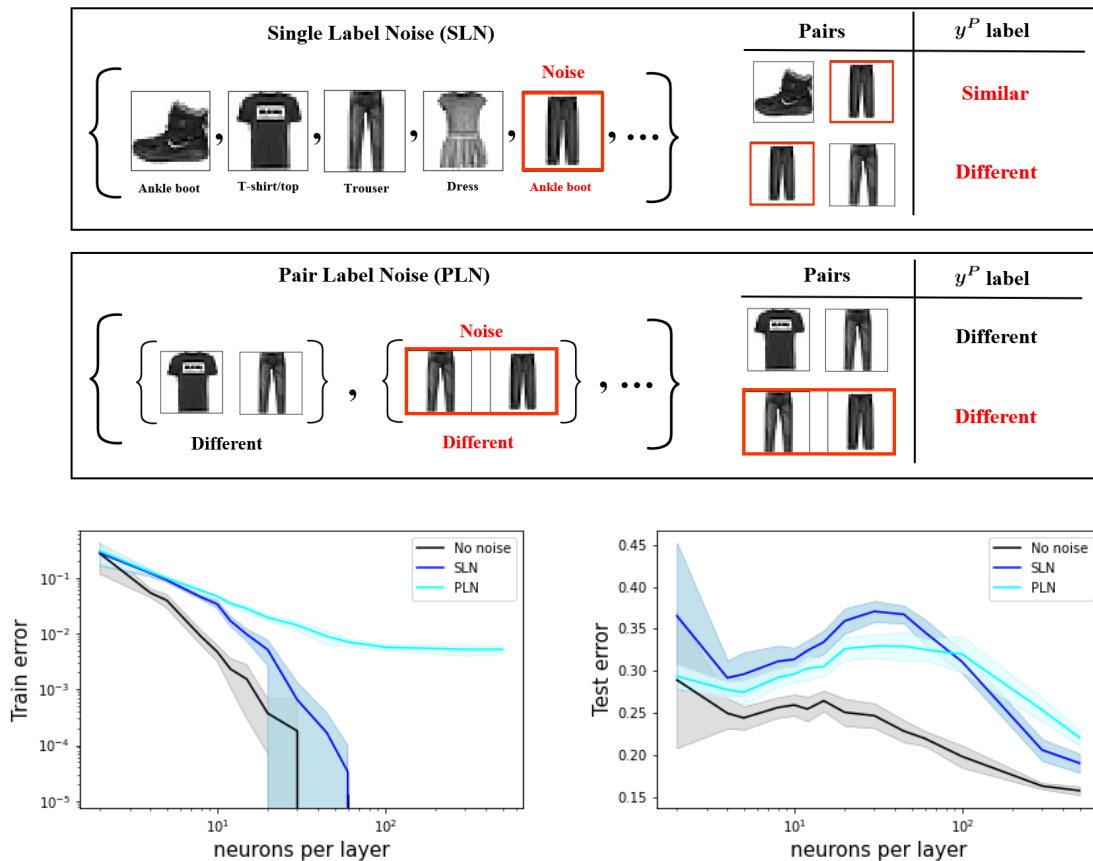 Single Label Noise (SLN)
Pairs
y^P label
Noise
Similar
, , , , , ...
Ankle boot
T-shirt/top
Trouser
Dress
Ankle boot
Different
Pair Label Noise (PLN)
Pairs
y^P label
Noise
Different
, , ...
Different
Different
Different
Train error
10^-1
10^-2
10^-3
10^-4
10^-5
No noise
SLN
PLN
10^1
10^2
neurons per layer
Test error
0.45
0.40
0.35
0.30
0.25
0.20
0.15
No noise
SLN
PLN
10^1
10^2
neurons per layer